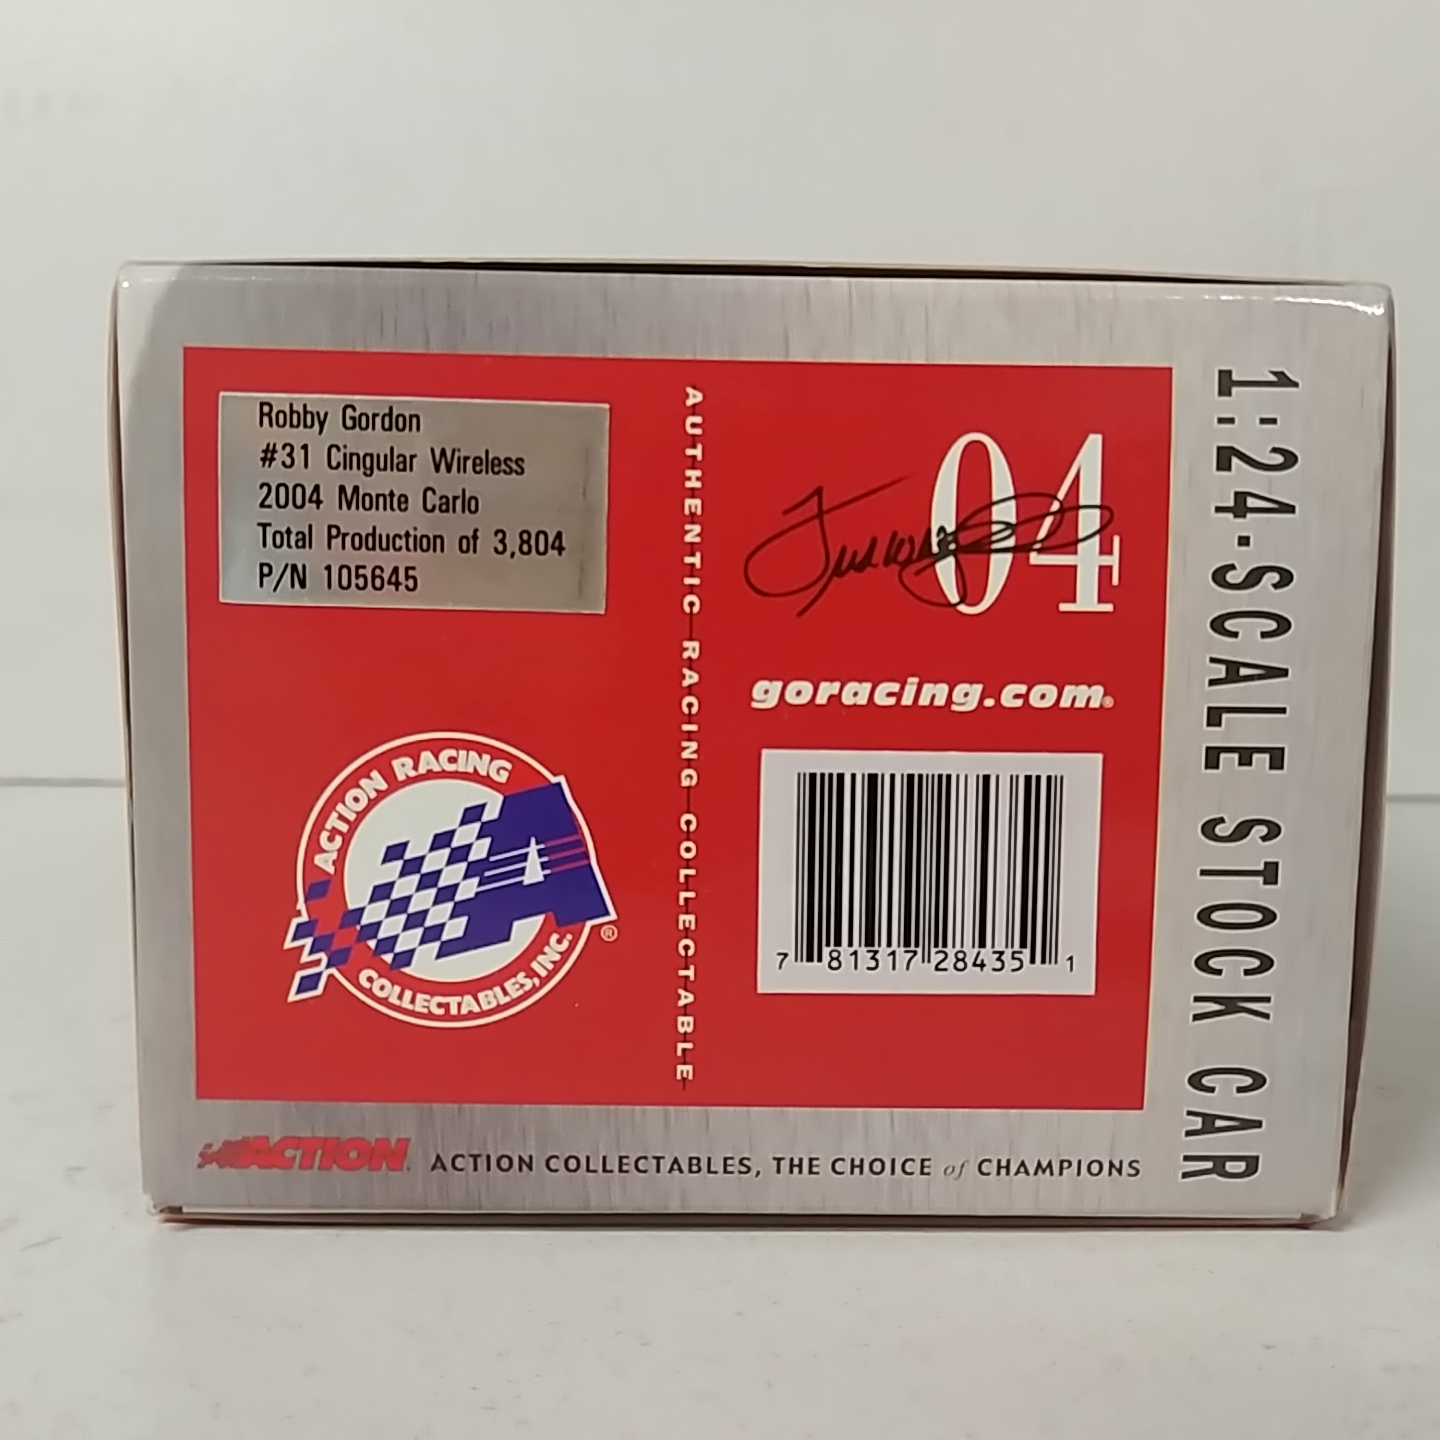 Robby Gordon
#31 Cingular Wireless
2004 Monte Carlo
Total Production of 3,804
P/N 105645
AUTHENTIC RACING COLLECTABLE
04
goracing.com®
7 81317 28435 1
ACTION RACING
COLLECTABLES, INC.
®
1:24-SCALE STOCK CAR
ACTION
ACTION COLLECTABLES, THE CHOICE of CHAMPIONS